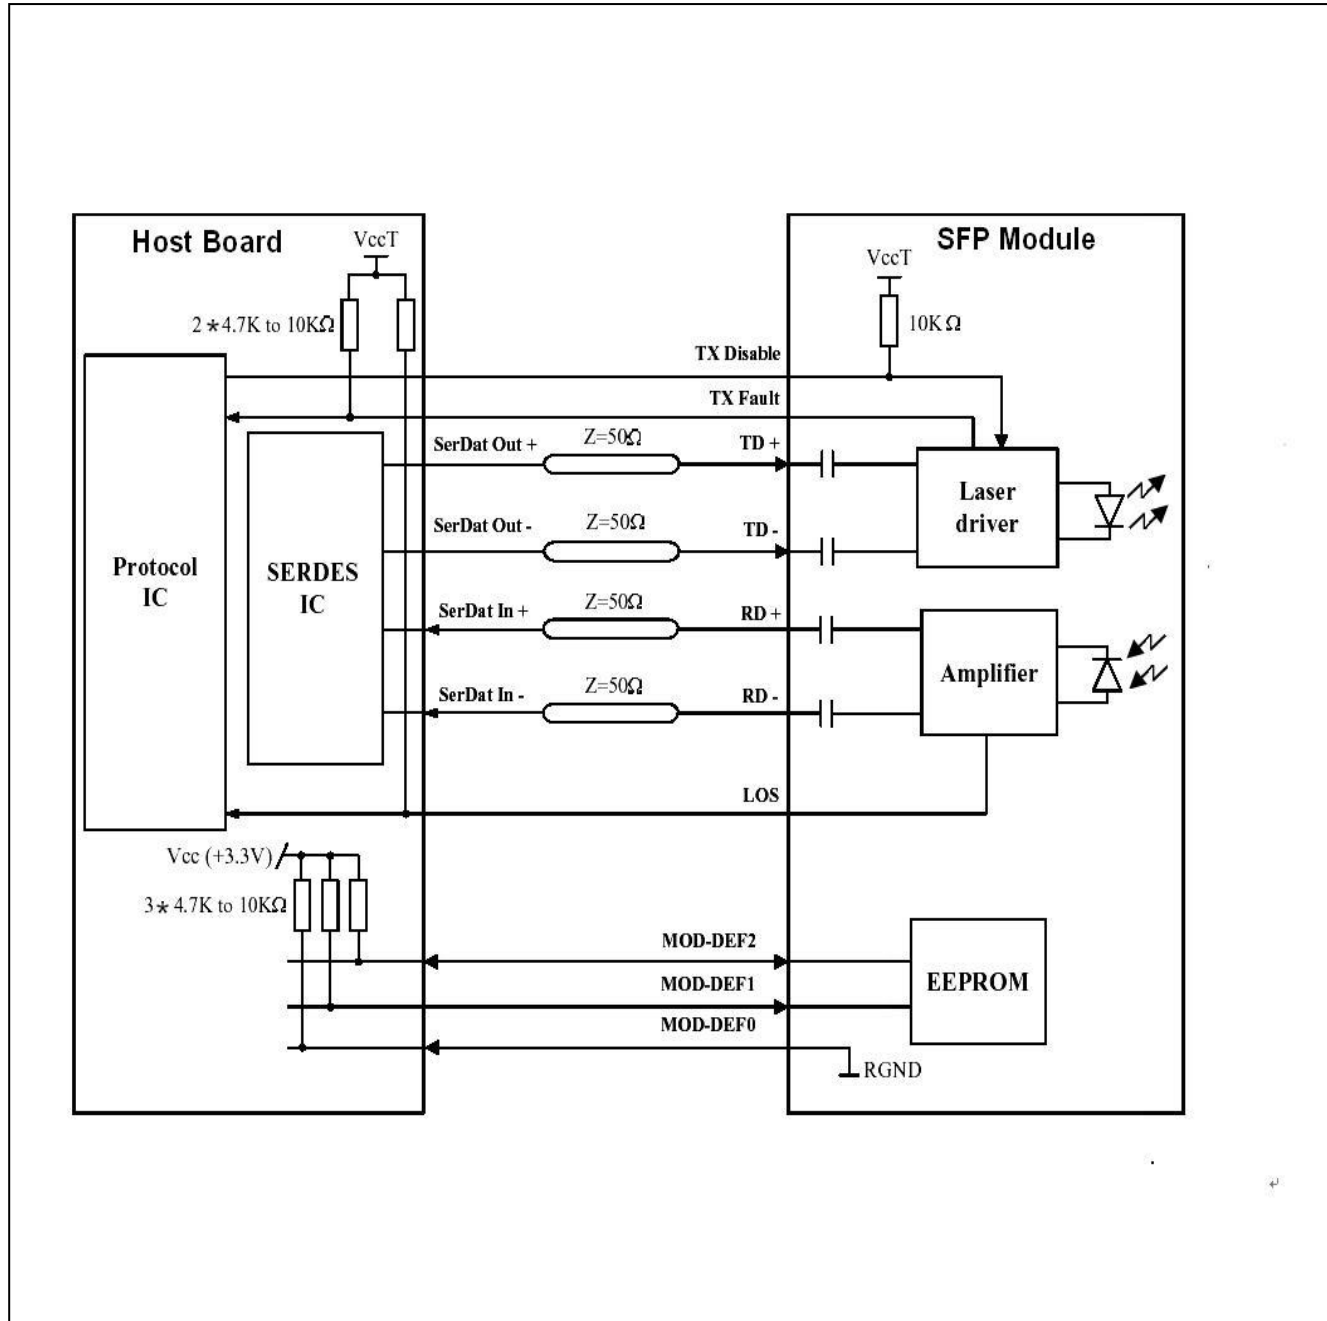 Host Board
VccT
2*4.7K to 10KΩ
SFP Module
VccT
10KΩ
TX Disable
TX Fault
SerDat Out +
Z=50Ω
TD +
SerDat Out -
Z=50Ω
TD -
SerDat In +
Z=50Ω
RD +
SerDat In -
Z=50Ω
RD -
LOS
Protocol
IC
SERDES
IC
Laser
driver
Amplifier
Vcc (+3.3V)
3*4.7K to 10KΩ
MOD-DEF2
MOD-DEF1
MOD-DEF0
EEPROM
RGND